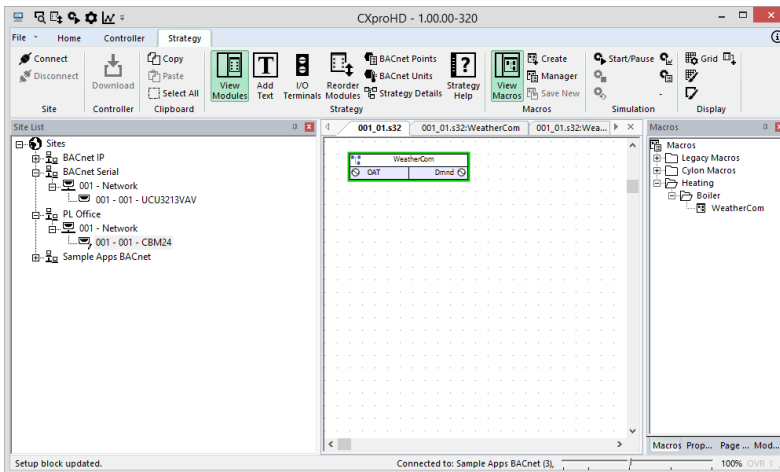 CXproHD - 1.00.00-320
File Home Controller Strategy
Connect
Disconnect
Site
Download
Controller
Copy
Paste
Select All
Clipboard
View Modules
Add Text
I/O Terminals
Reorder Modules
BACnet Points
BACnet Units
Strategy Details
Strategy Help
Strategy
View Macros
Create
Manager
Save New
Macros
Start/Pause
-
Simulation
Grid
Display
Site List
Sites
BACnet IP
BACnet Serial
001 - Network
001 - 001 - UCU3213VAV
PL Office
001 - Network
001 - 001 - CBM24
Sample Apps BACnet
001_01.s32 001_01.s32:WeatherCom 001_01.s32:Wea...
WeatherCom
OAT Dmnd
Macros
Macros
Legacy Macros
Cylon Macros
Heating
Boiler
WeatherCom
Macros Prop... Page ... Mod...
Setup block updated. Connected to: Sample Apps BACnet (3), 100% OVR